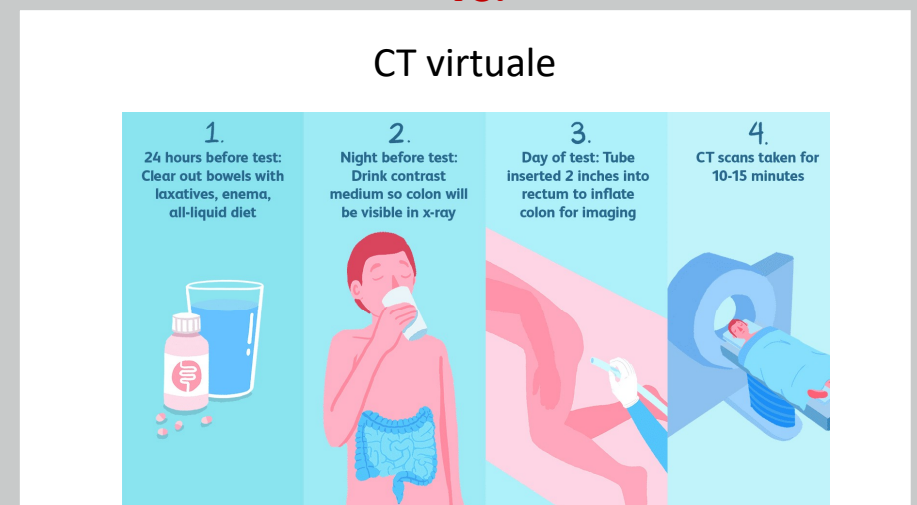 CT virtuale
1.
24 hours before test:
Clear out bowels with
laxatives, enema,
all-liquid diet
2.
Night before test:
Drink contrast
medium so colon will
be visible in x-ray
3.
Day of test: Tube
inserted 2 inches into
rectum to inflate
colon for imaging
4.
CT scans taken for
10-15 minutes